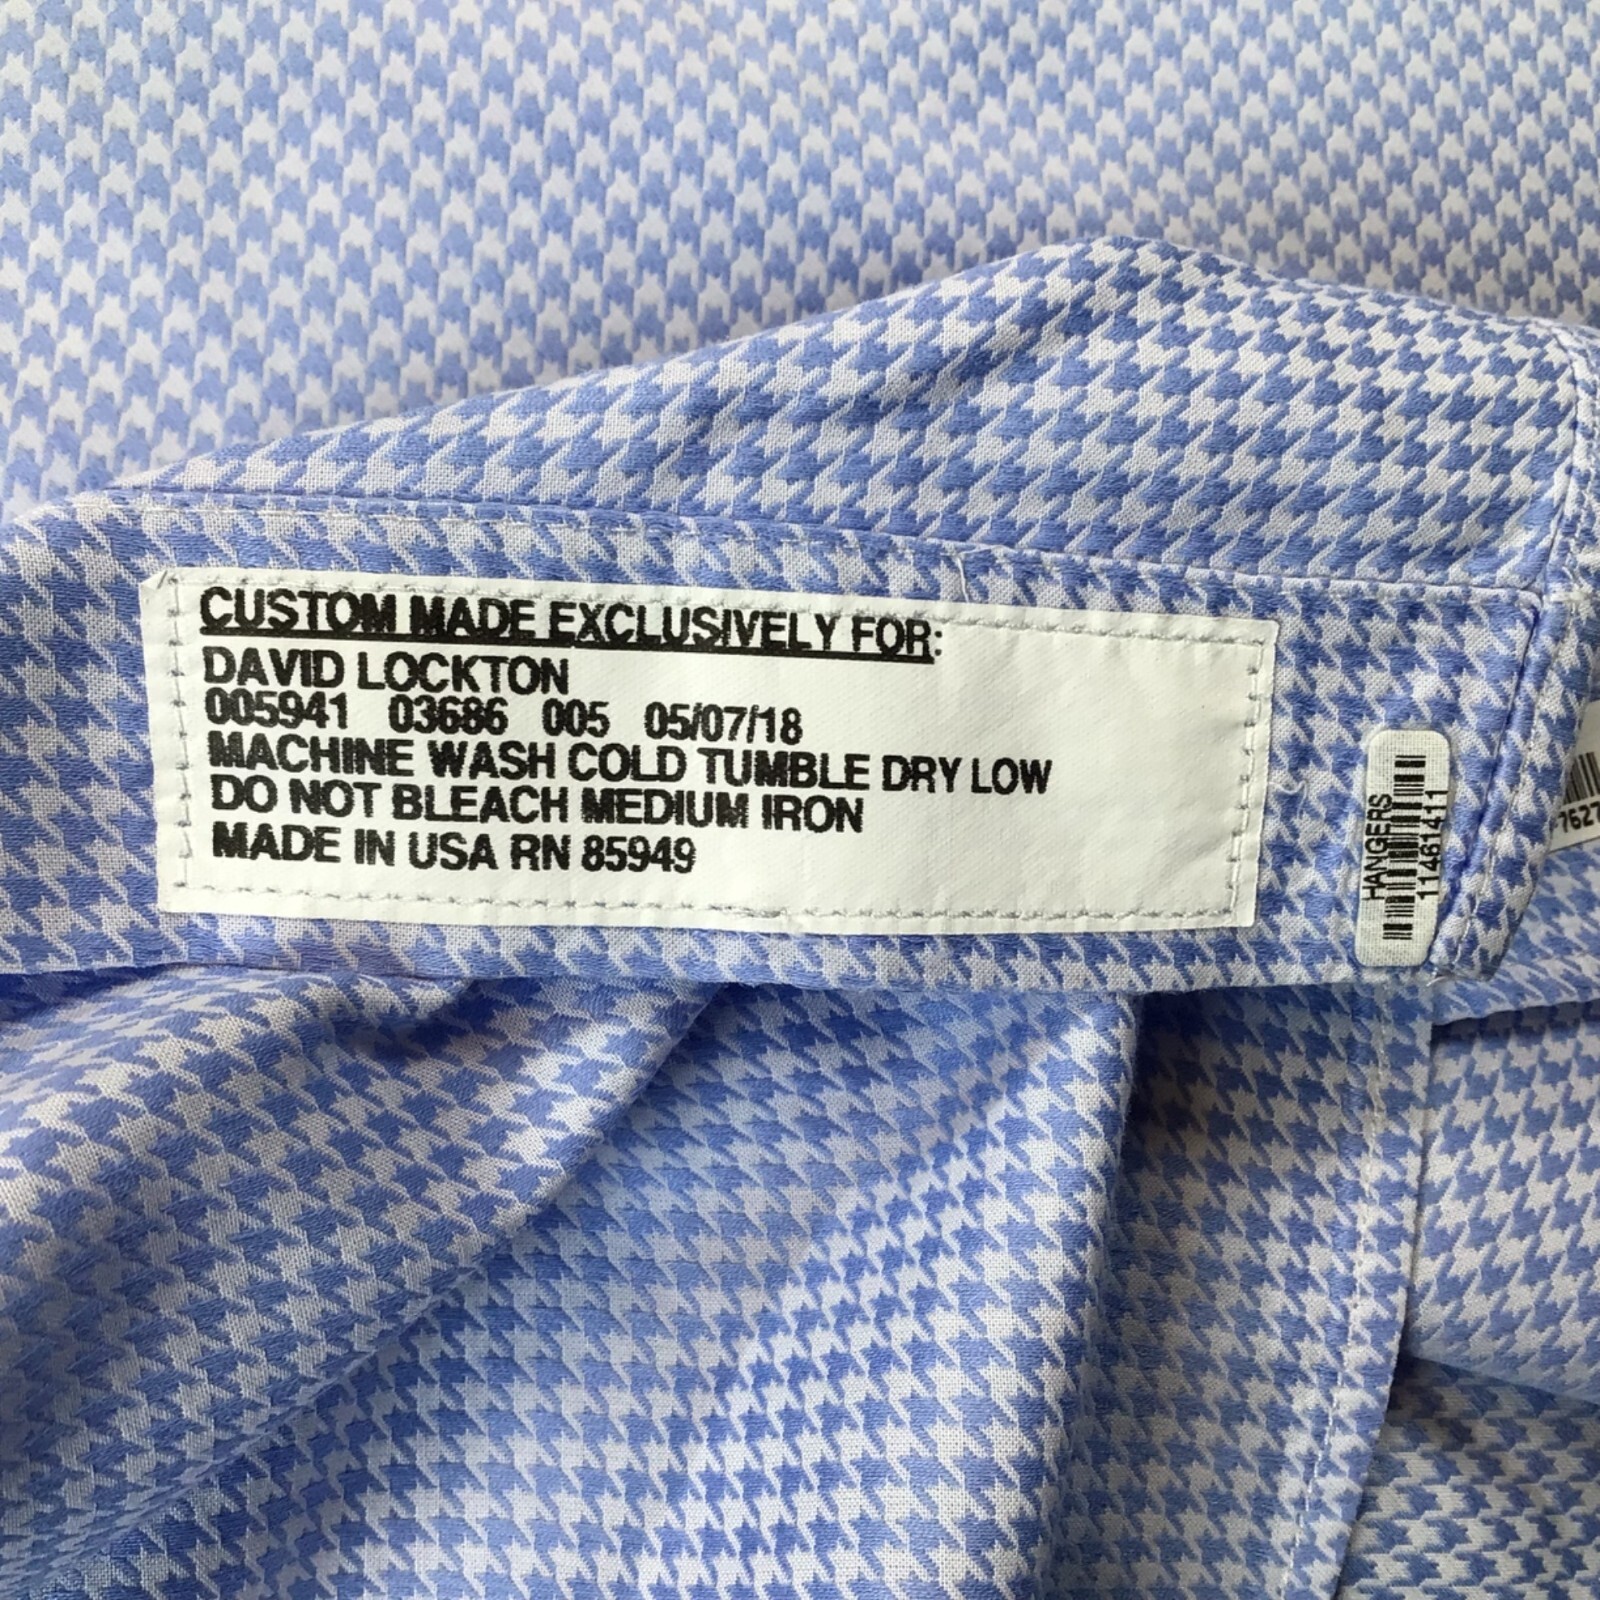 CUSTOM MADE EXCLUSIVELY FOR:
DAVID LOCKTON
005941 03686 005 05/07/18
MACHINE WASH COLD TUMBLE DRY LOW
DO NOT BLEACH MEDIUM IRON
MADE IN USA RN 85949
HANGERS
11461411